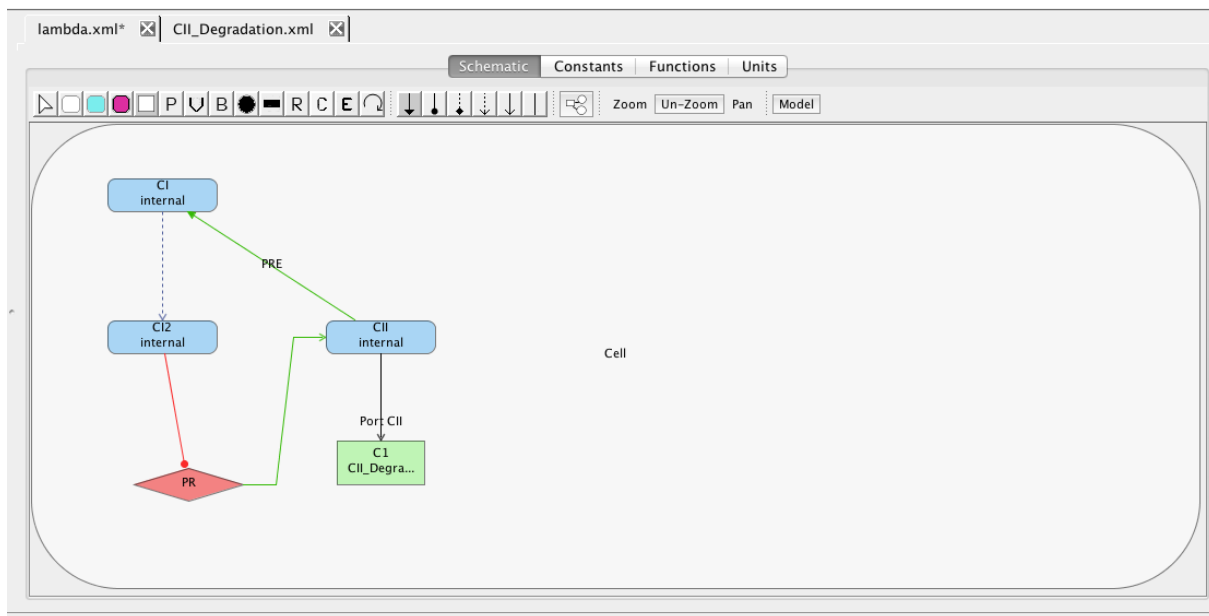 lambda.xml* CII_Degradation.xml
Schematic Constants Functions Units
P V B R C E Zoom Un-Zoom Pan Model
CI
internal
PRE
CI2
internal
CII
internal
Cell
Port CII
C1
CII_Degra...
PR